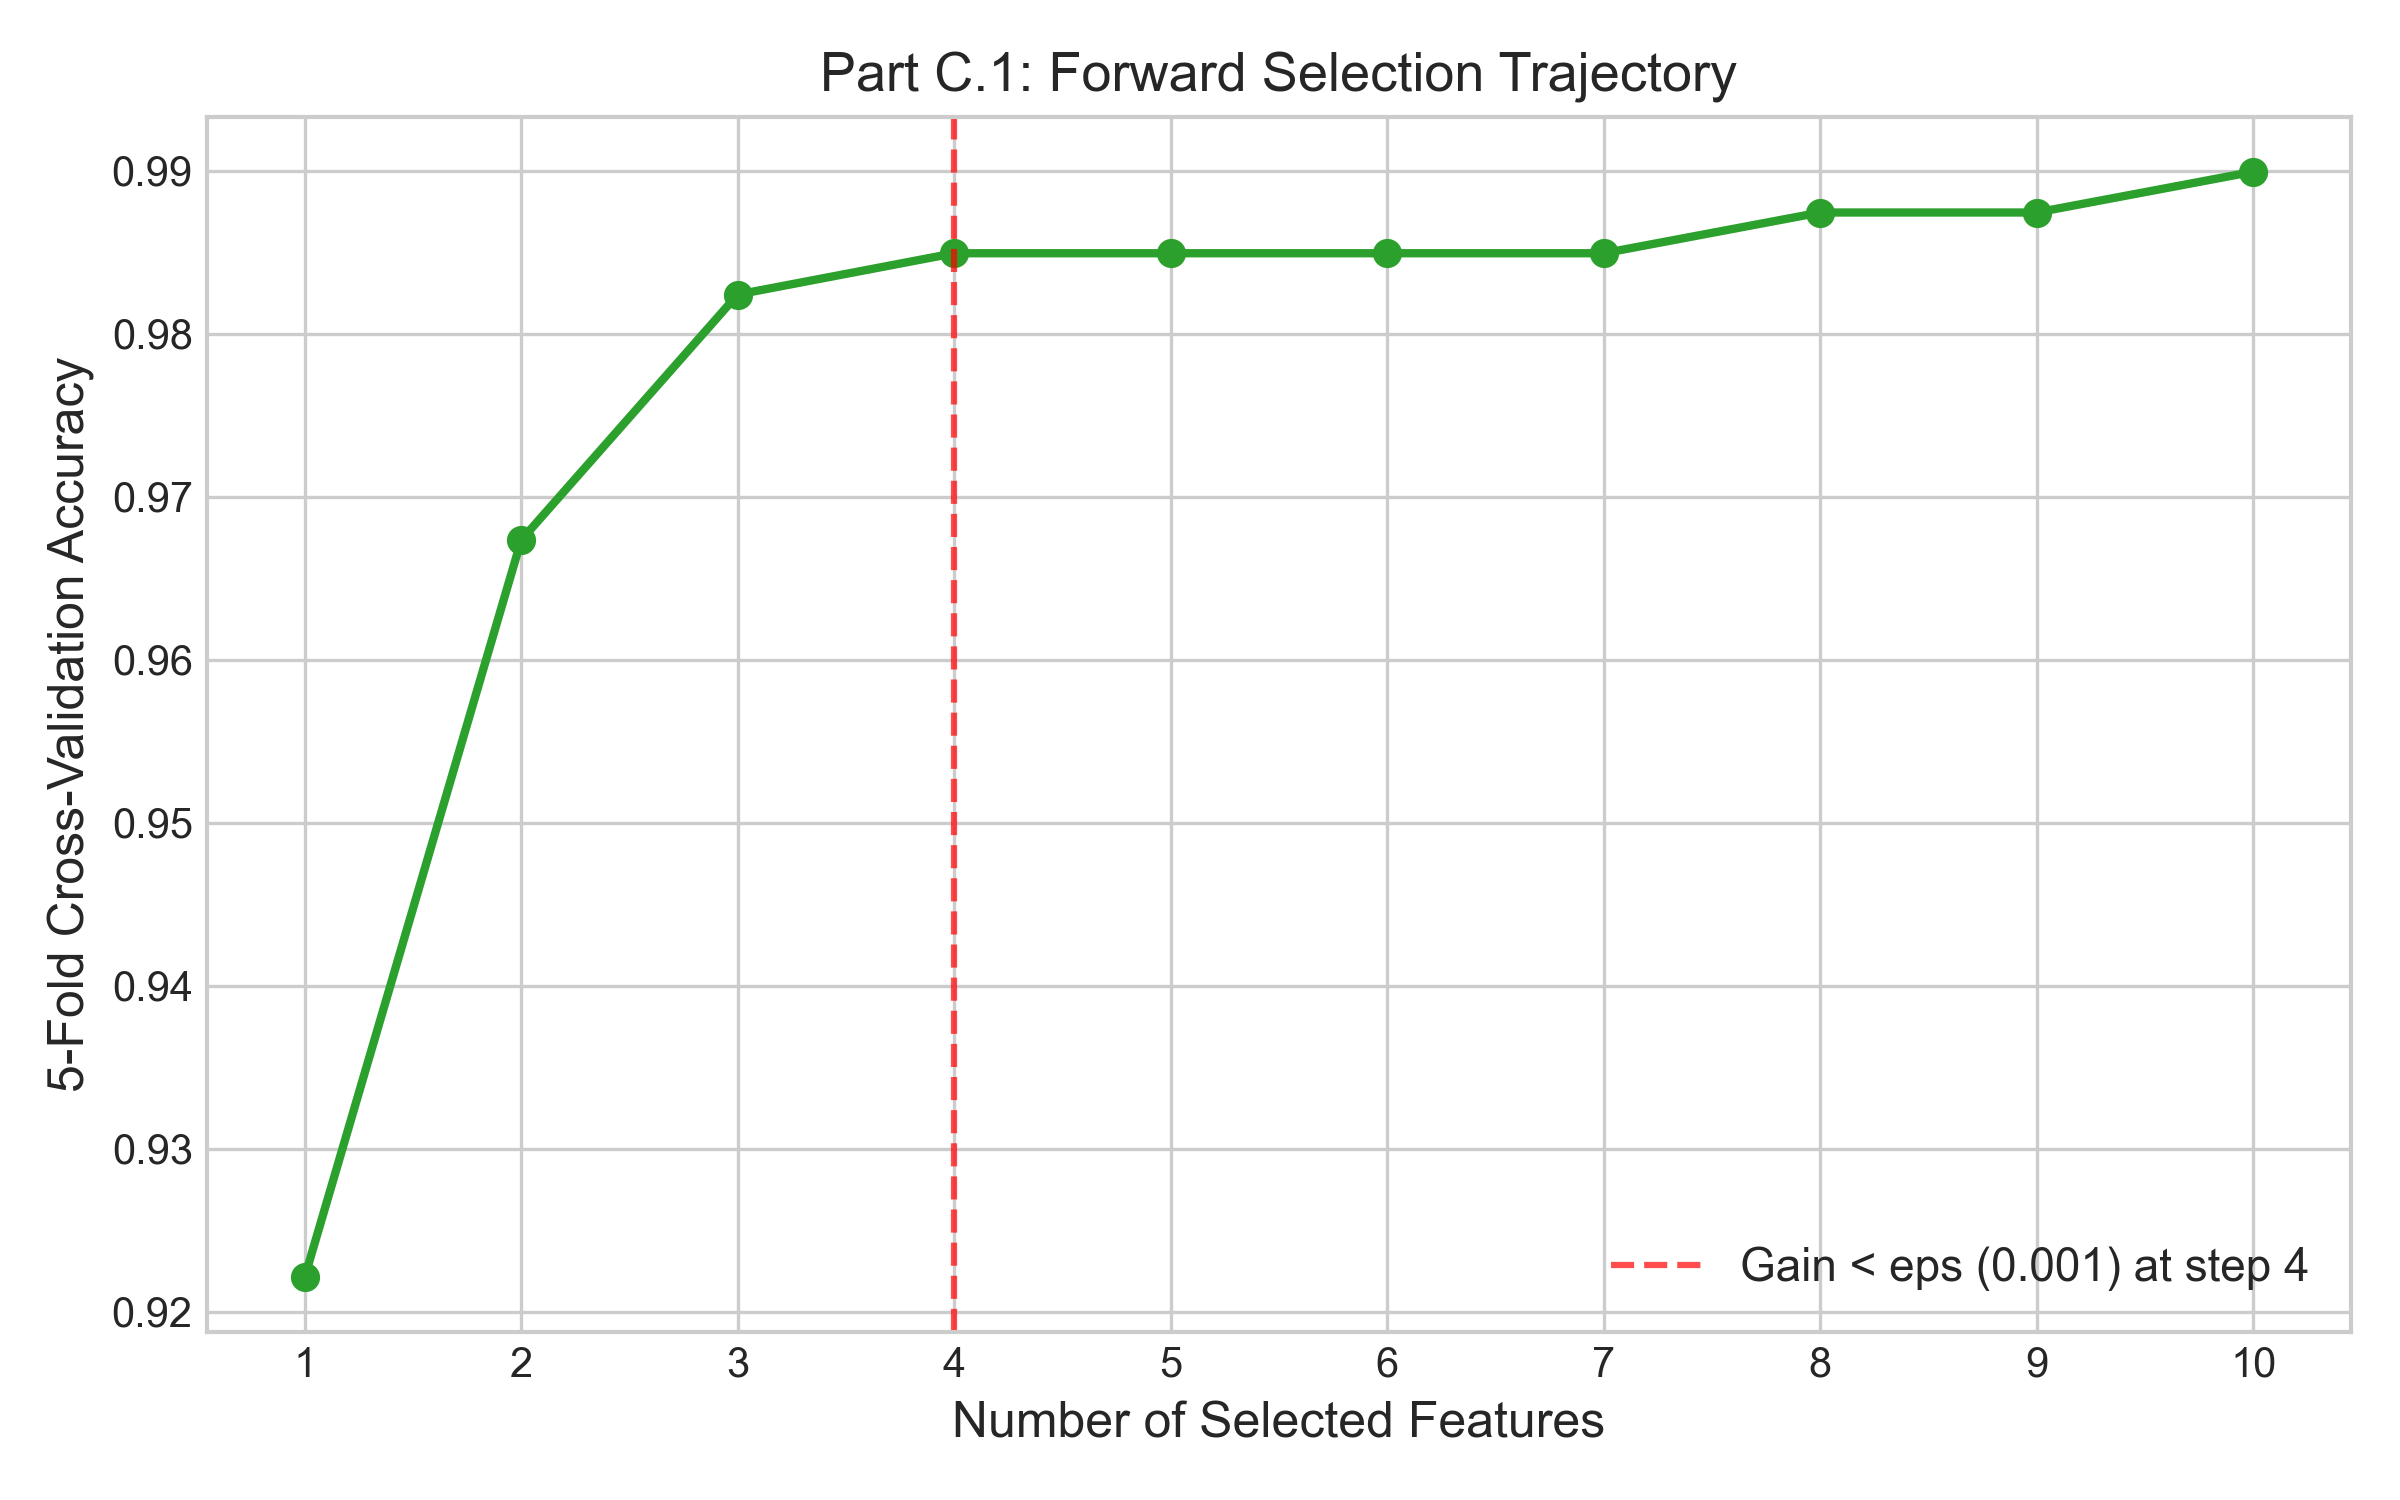 Part C.1: Forward Selection Trajectory
5-Fold Cross-Validation Accuracy
0.99
0.98
0.97
0.96
0.95
0.94
0.93
0.92
Gain < eps (0.001) at step 4
1 2 3 4 5 6 7 8 9 10
Number of Selected Features